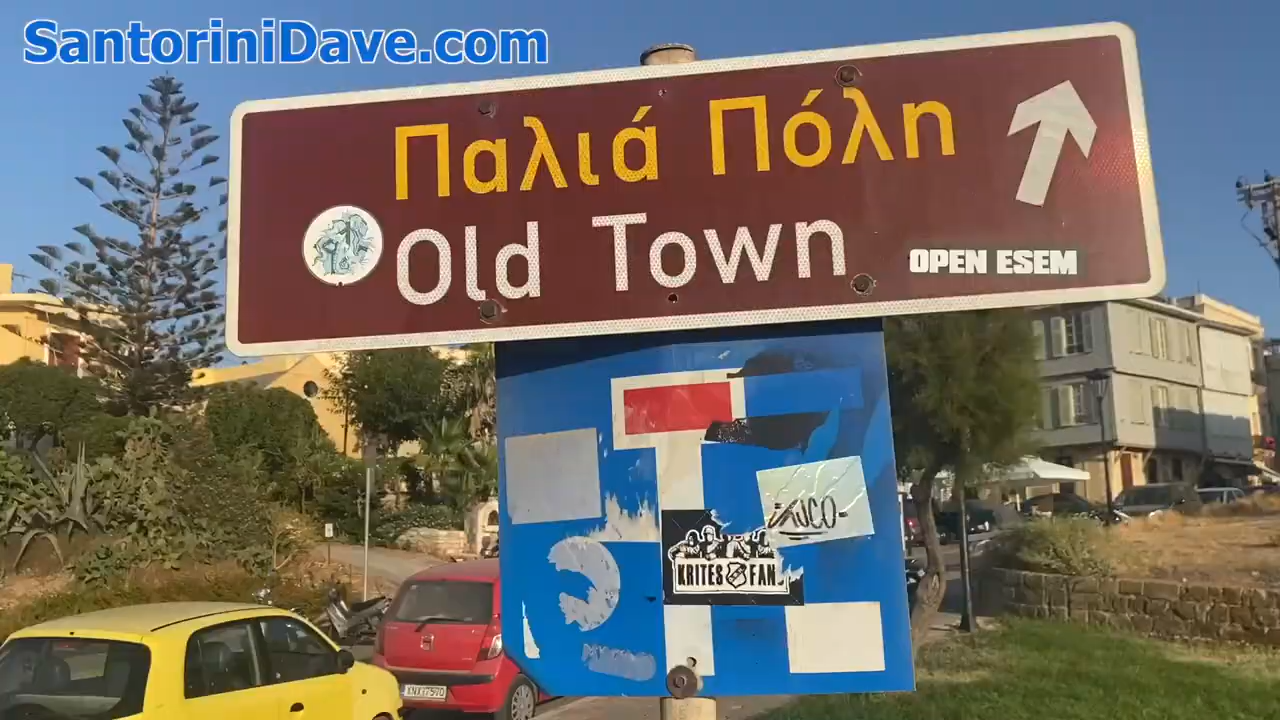 SantoriniDave.com
Παλιά Πόλη
Old Town
OPEN ESEM
KRITES FAN